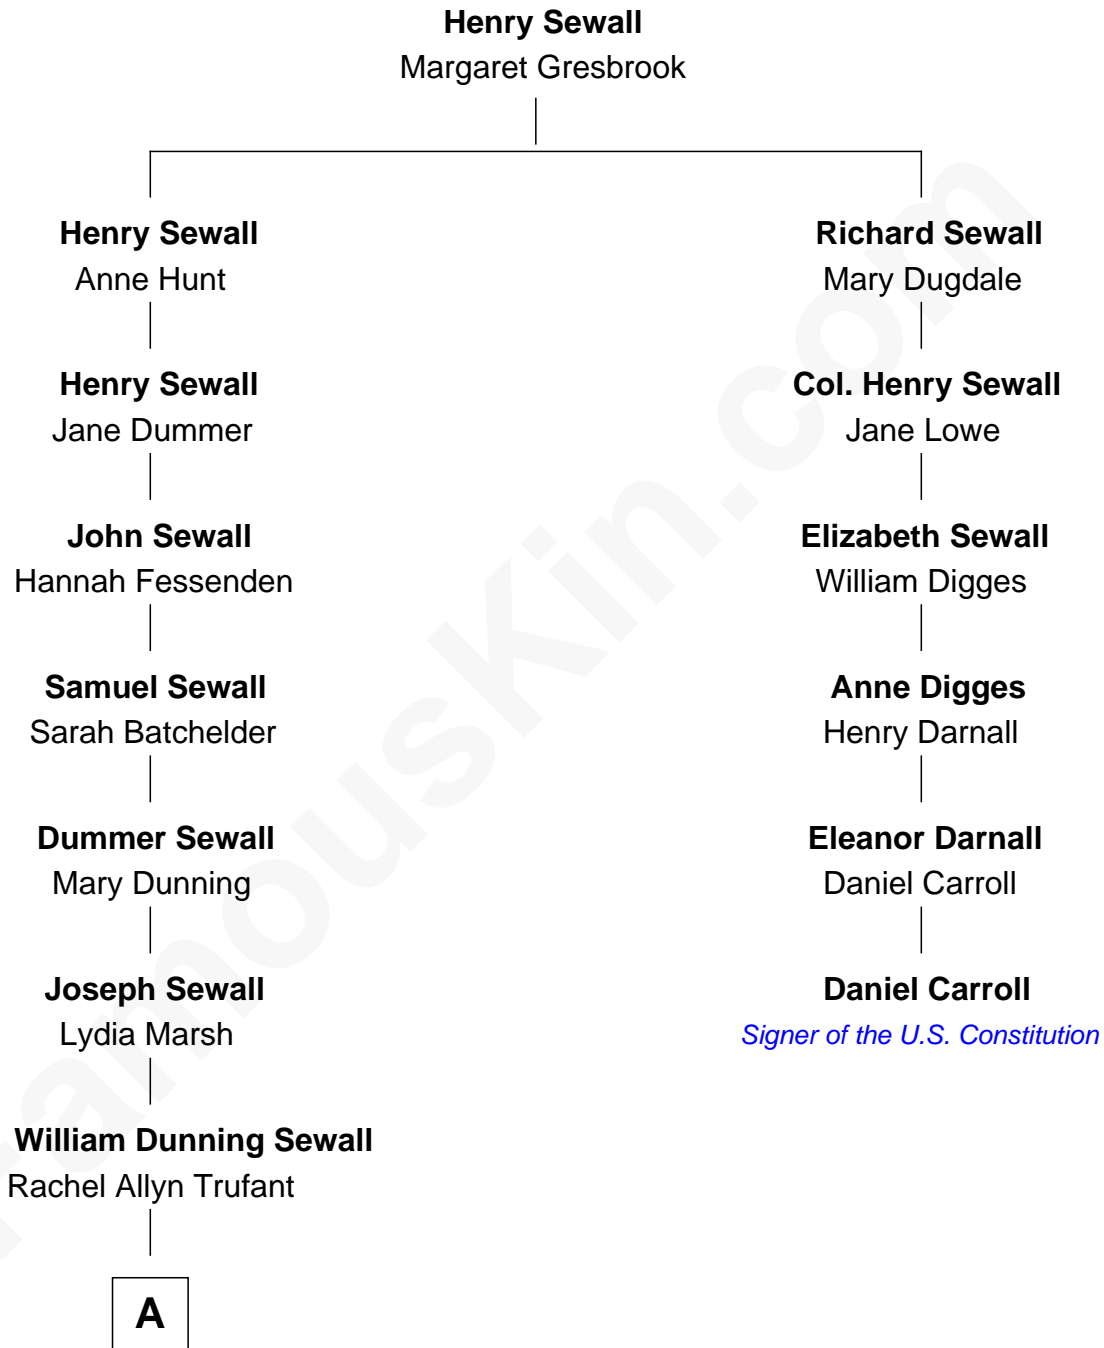 Henry Sewall
Margaret Gresbrook
Henry Sewall
Anne Hunt
Richard Sewall
Mary Dugdale
Henry Sewall
Jane Dummer
Col. Henry Sewall
Jane Lowe
John Sewall
Hannah Fessenden
Elizabeth Sewall
William Digges
Samuel Sewall
Sarah Batchelder
Anne Digges
Henry Darnall
Dummer Sewall
Mary Dunning
Eleanor Darnall
Daniel Carroll
Joseph Sewall
Lydia Marsh
Daniel Carroll
Signer of the U.S. Constitution
William Dunning Sewall
Rachel Allyn Trufant
A
FamousKin.com